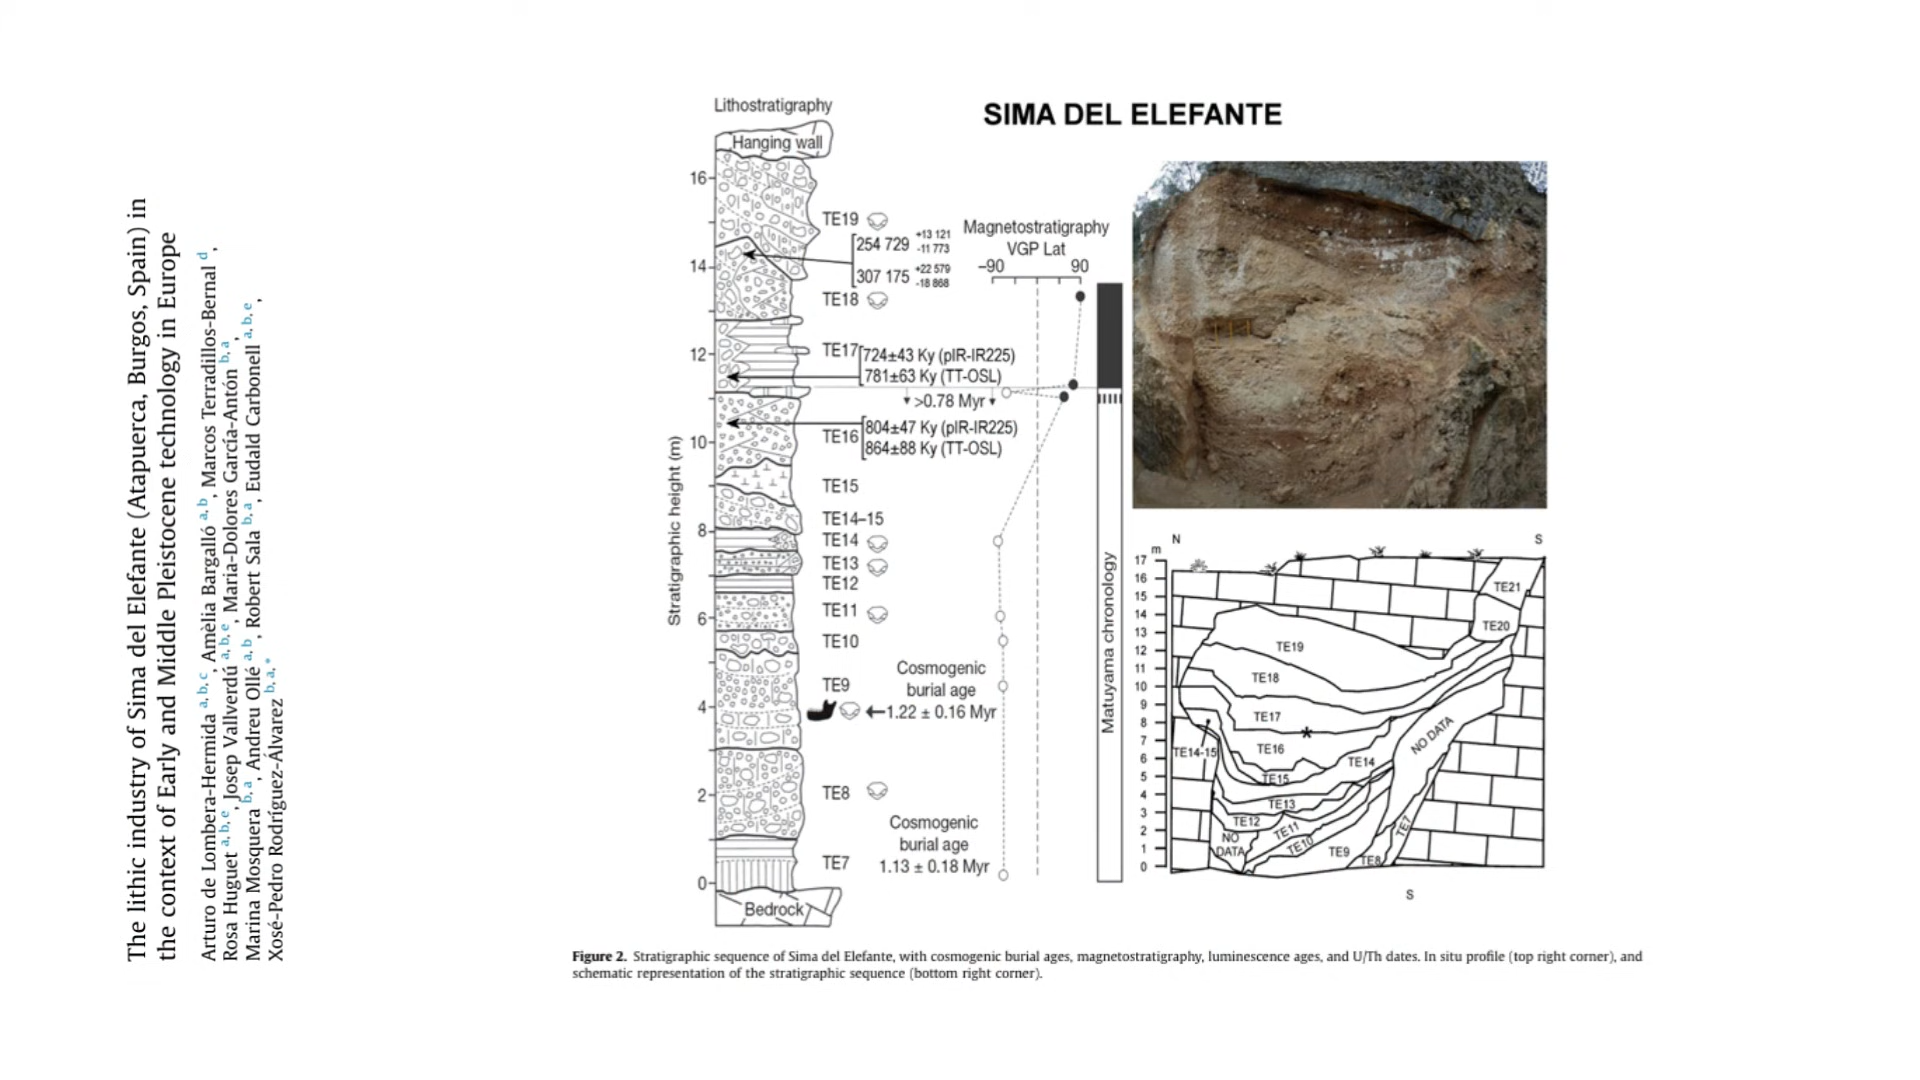 The lithic industry of Sima del Elefante (Atapuerca, Burgos, Spain) in
the context of Early and Middle Pleistocene technology in Europe
Arturo de Lombera-Hermida a, b, c, Amèlia Bargalló a, b, Marcos Terradillos-Bernal d,
Rosa Huguet a, b, e, Josep Vallverdú a, b, e, Maria-Dolores García-Antón b, a,
Marina Mosquera b, a, Andreu Ollé a, b, Robert Sala b, a, Eudald Carbonell a, b, e,
Xosé-Pedro Rodríguez-Álvarez b, a, *
SIMA DEL ELEFANTE
Lithostratigraphy
Hanging wall
Stratigraphic height (m)
16
14
12
10
8
6
4
2
0
TE19
254 729 +13 121 -11 773
307 175 +22 579 -18 868
TE18
TE17
724±43 Ky (pIR-IR225)
781±63 Ky (TT-OSL)
>0.78 Myr
TE16
804±47 Ky (pIR-IR225)
864±88 Ky (TT-OSL)
TE15
TE14–15
TE14
TE13
TE12
TE11
TE10
TE9
Cosmogenic
burial age
1.22 ± 0.16 Myr
TE8
Cosmogenic
burial age
1.13 ± 0.18 Myr
TE7
Bedrock
Magnetostratigraphy
VGP Lat
–90 90
Matuyama chronology
N S
m
17
16
15
14
13
12
11
10
9
8
7
6
5
4
3
2
1
0
TE21
TE20
TE19
TE18
TE17
*
TE16
TE14-15
TE15
TE14
NO DATA
TE13
TE12
TE11
NO
DATA
TE10
TE9
TE8
TE7
S
Figure 2. Stratigraphic sequence of Sima del Elefante, with cosmogenic burial ages, magnetostratigraphy, luminescence ages, and U/Th dates. In situ profile (top right corner), and
schematic representation of the stratigraphic sequence (bottom right corner).